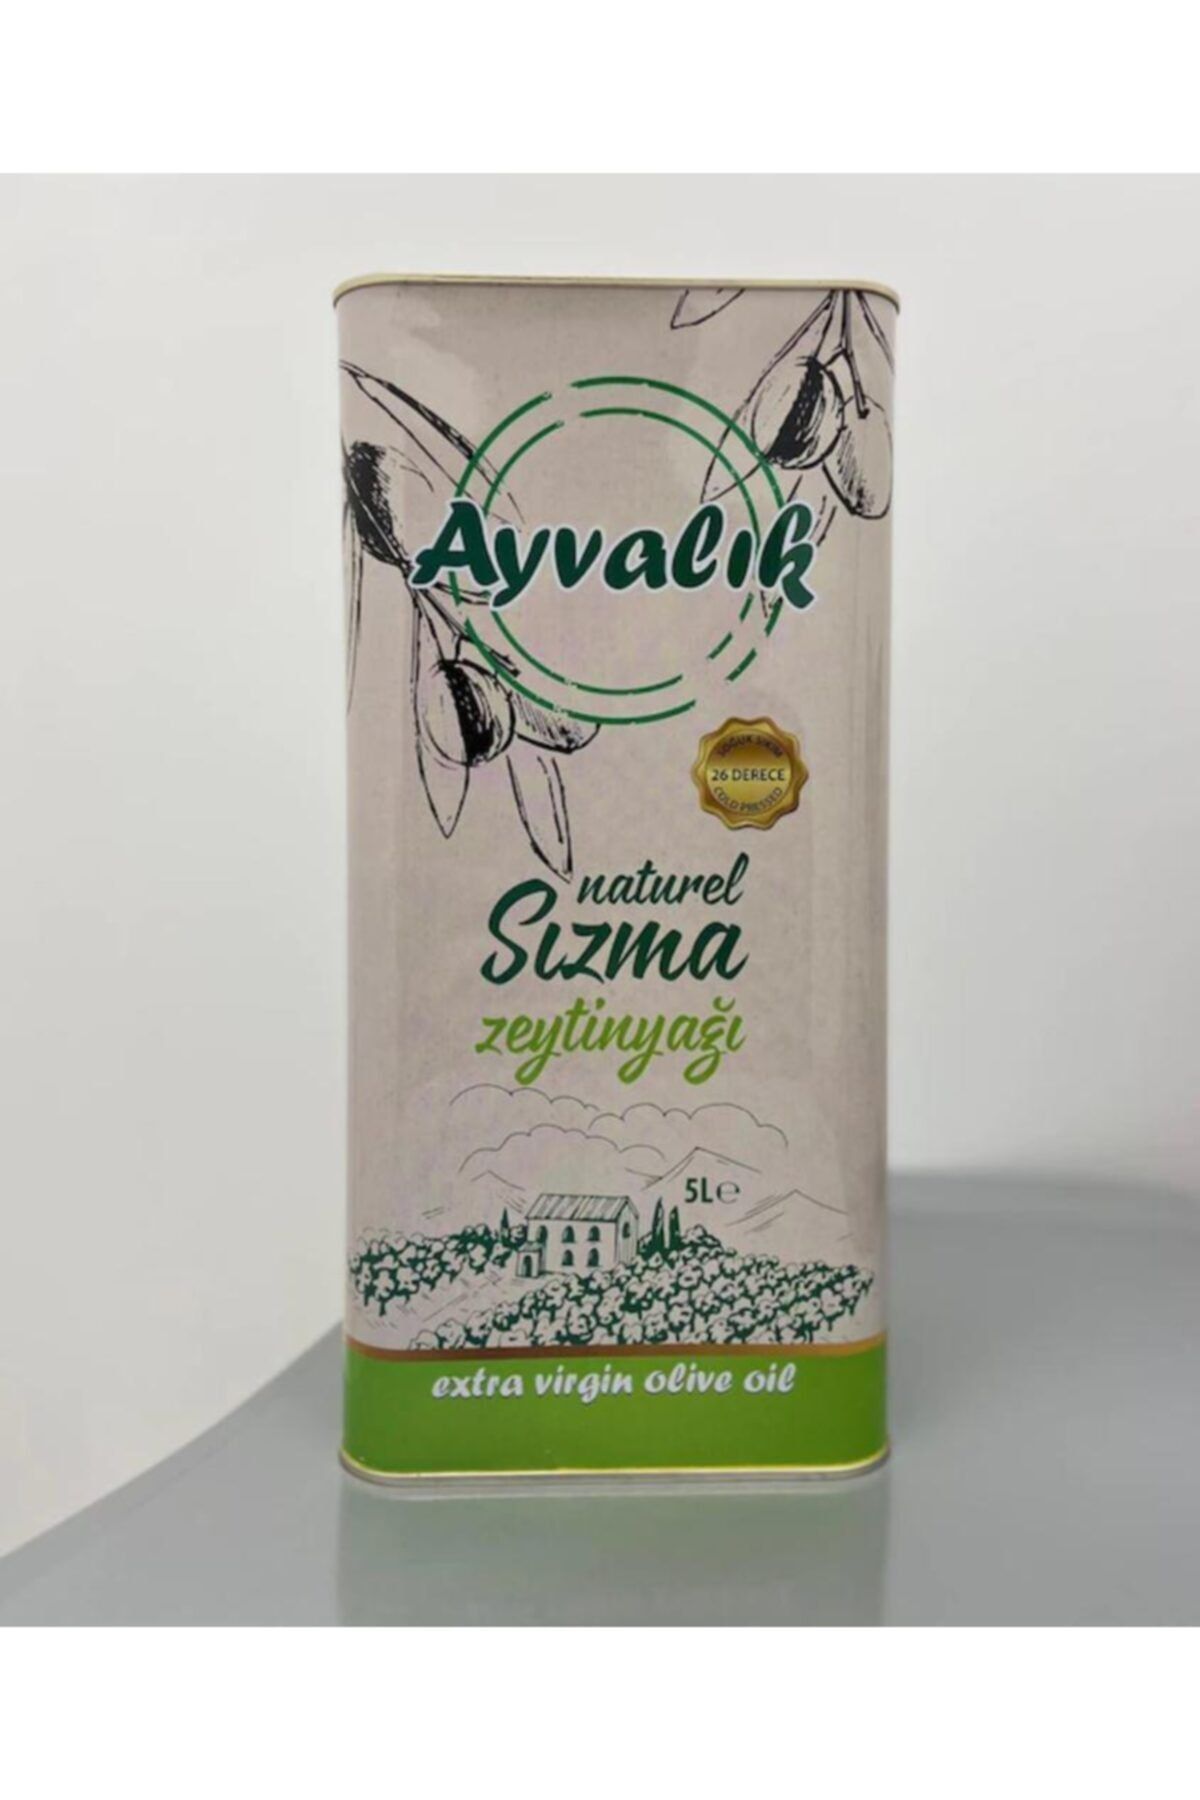 Ayvalık
SOĞUK SIKIM
26 DERECE
COLD PRESSED
naturel
Sızma
zeytinyağı
5L℮
extra virgin olive oil